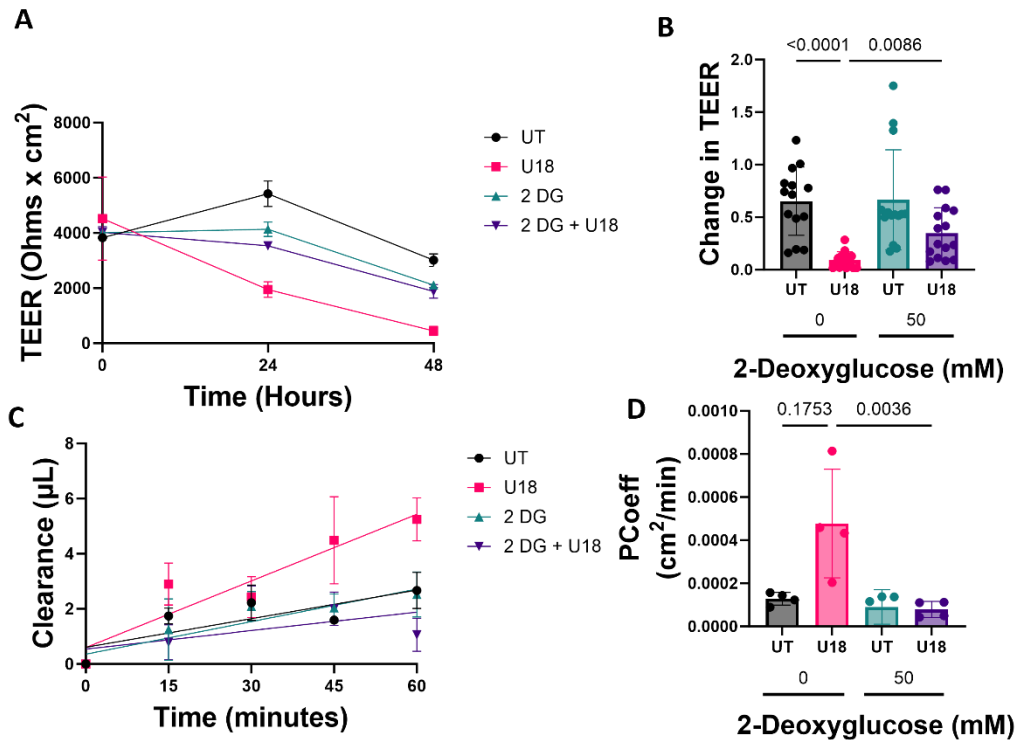 A
TEER (Ohms x cm²)
8000
6000
4000
2000
0
0
24
48
Time (Hours)
UT
U18
2 DG
2 DG + U18
B
<0.0001
0.0086
Change in TEER
2.0
1.5
1.0
0.5
0.0
UT
U18
UT
U18
0
50
2-Deoxyglucose (mM)
C
Clearance (µL)
8
6
4
2
0
0
15
30
45
60
Time (minutes)
UT
U18
2 DG
2 DG + U18
D
0.1753
0.0036
PCoeff
(cm²/min)
0.0010
0.0008
0.0006
0.0004
0.0002
0.0000
UT
U18
UT
U18
0
50
2-Deoxyglucose (mM)